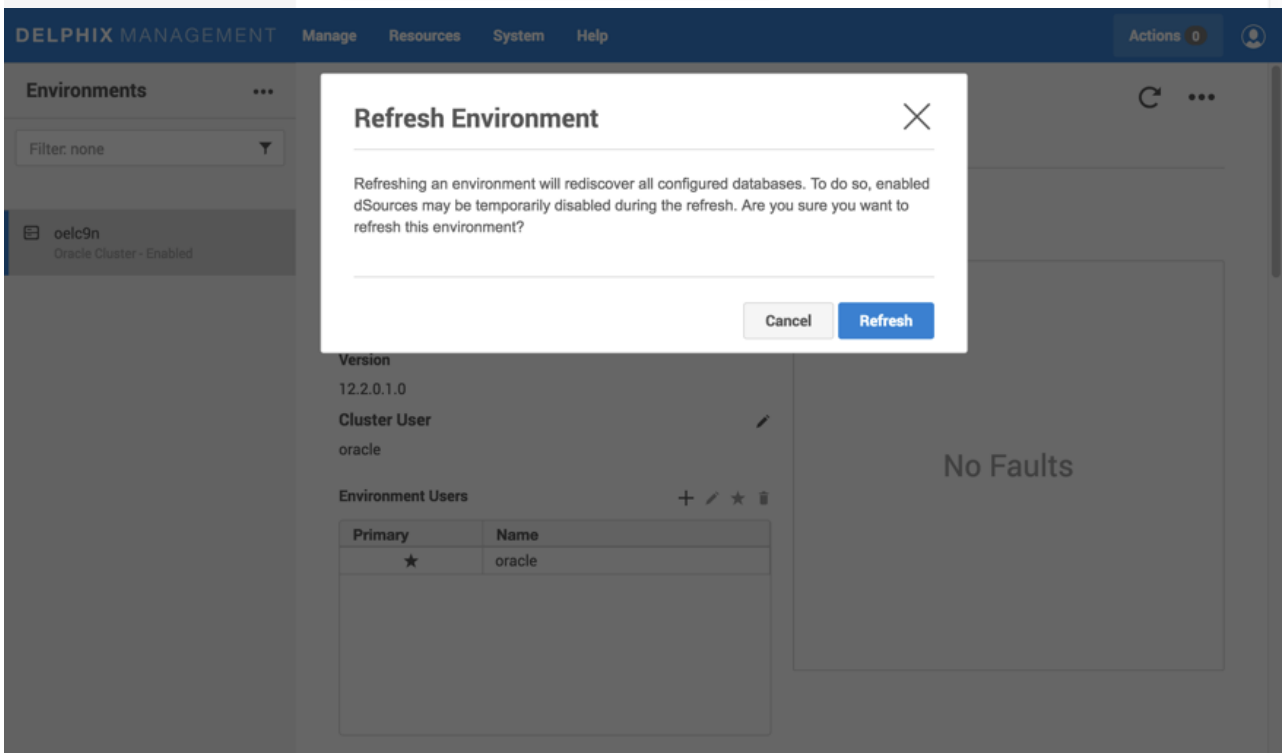 DELPHIX MANAGEMENT Manage Resources System Help Actions 0
Environments
Filter: none
oelc9n
Oracle Cluster - Enabled
Refresh Environment
Refreshing an environment will rediscover all configured databases. To do so, enabled
dSources may be temporarily disabled during the refresh. Are you sure you want to
refresh this environment?
Cancel Refresh
Version
12.2.0.1.0
Cluster User
oracle
Environment Users
Primary Name
★ oracle
No Faults